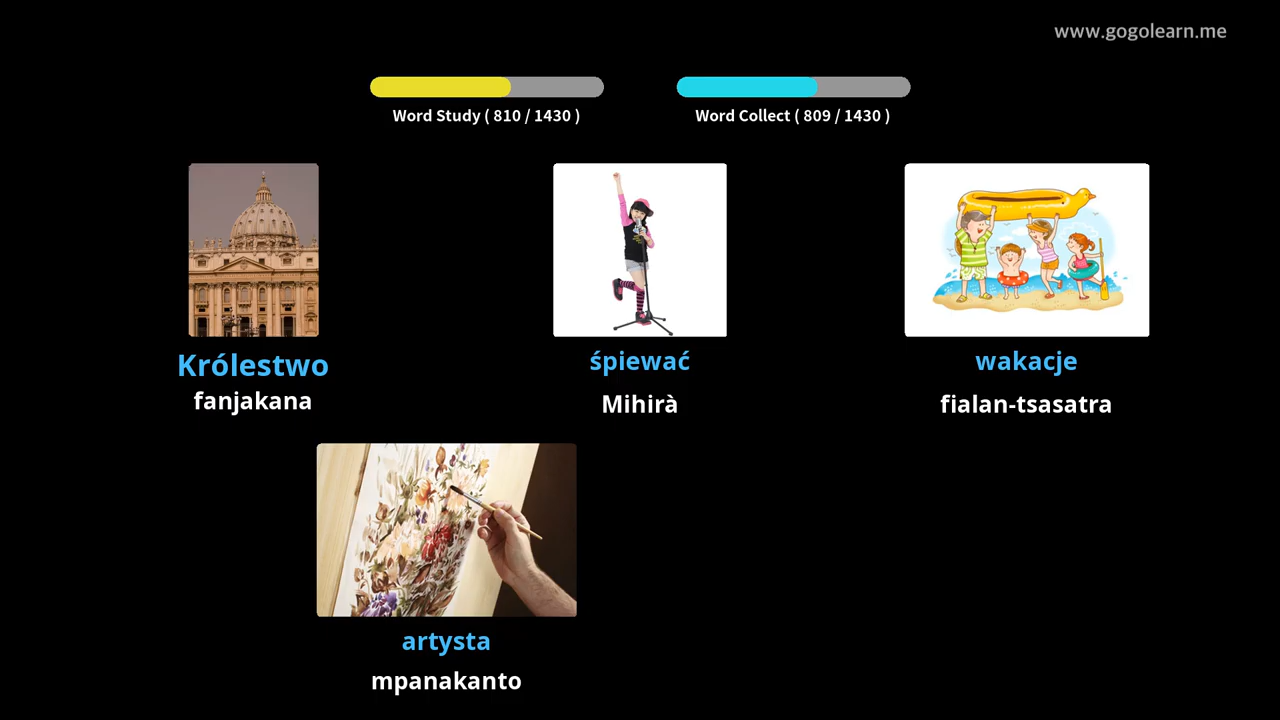 www.gogolearn.me
Word Study ( 810 / 1430 )
Word Collect ( 809 / 1430 )
Królestwo
fanjakana
śpiewać
Mihirà
wakacje
fialan-tsasatra
artysta
mpanakanto